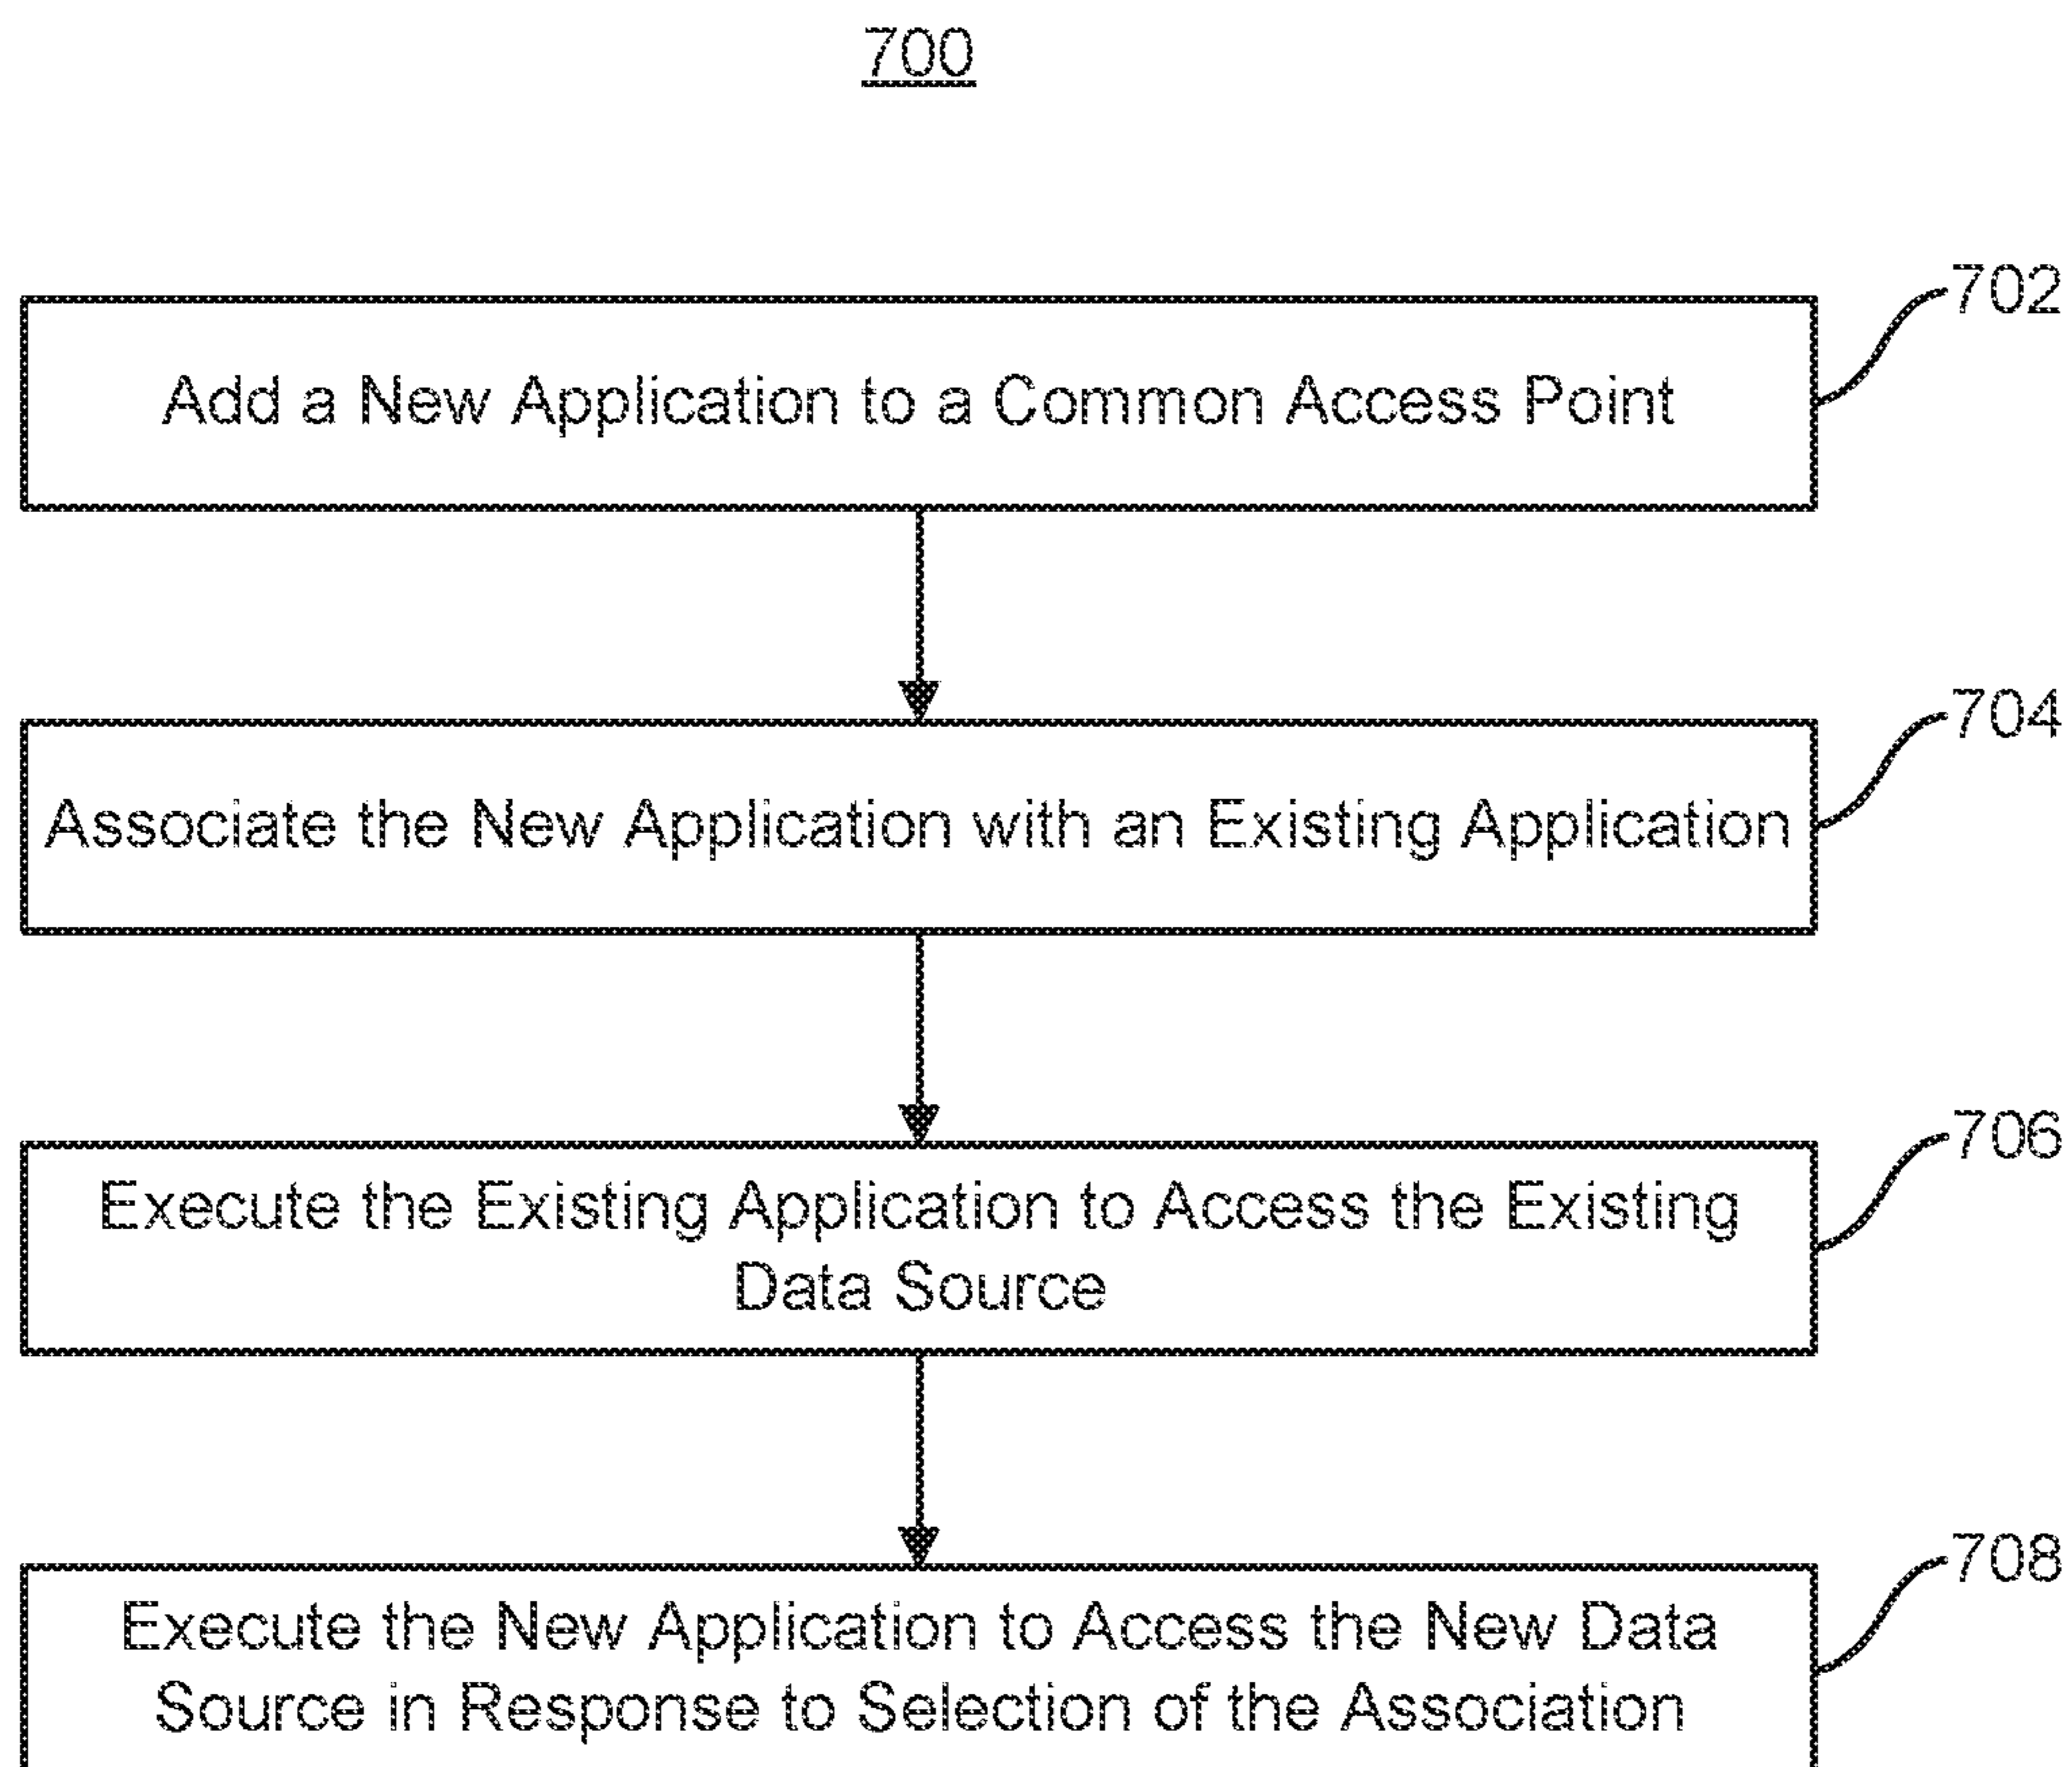 700
702
Add a New Application to a Common Access Point
704
Associate the New Application with an Existing Application
706
Execute the Existing Application to Access the Existing
Data Source
708
Execute the New Application to Access the New Data
Source in Response to Selection of the Association